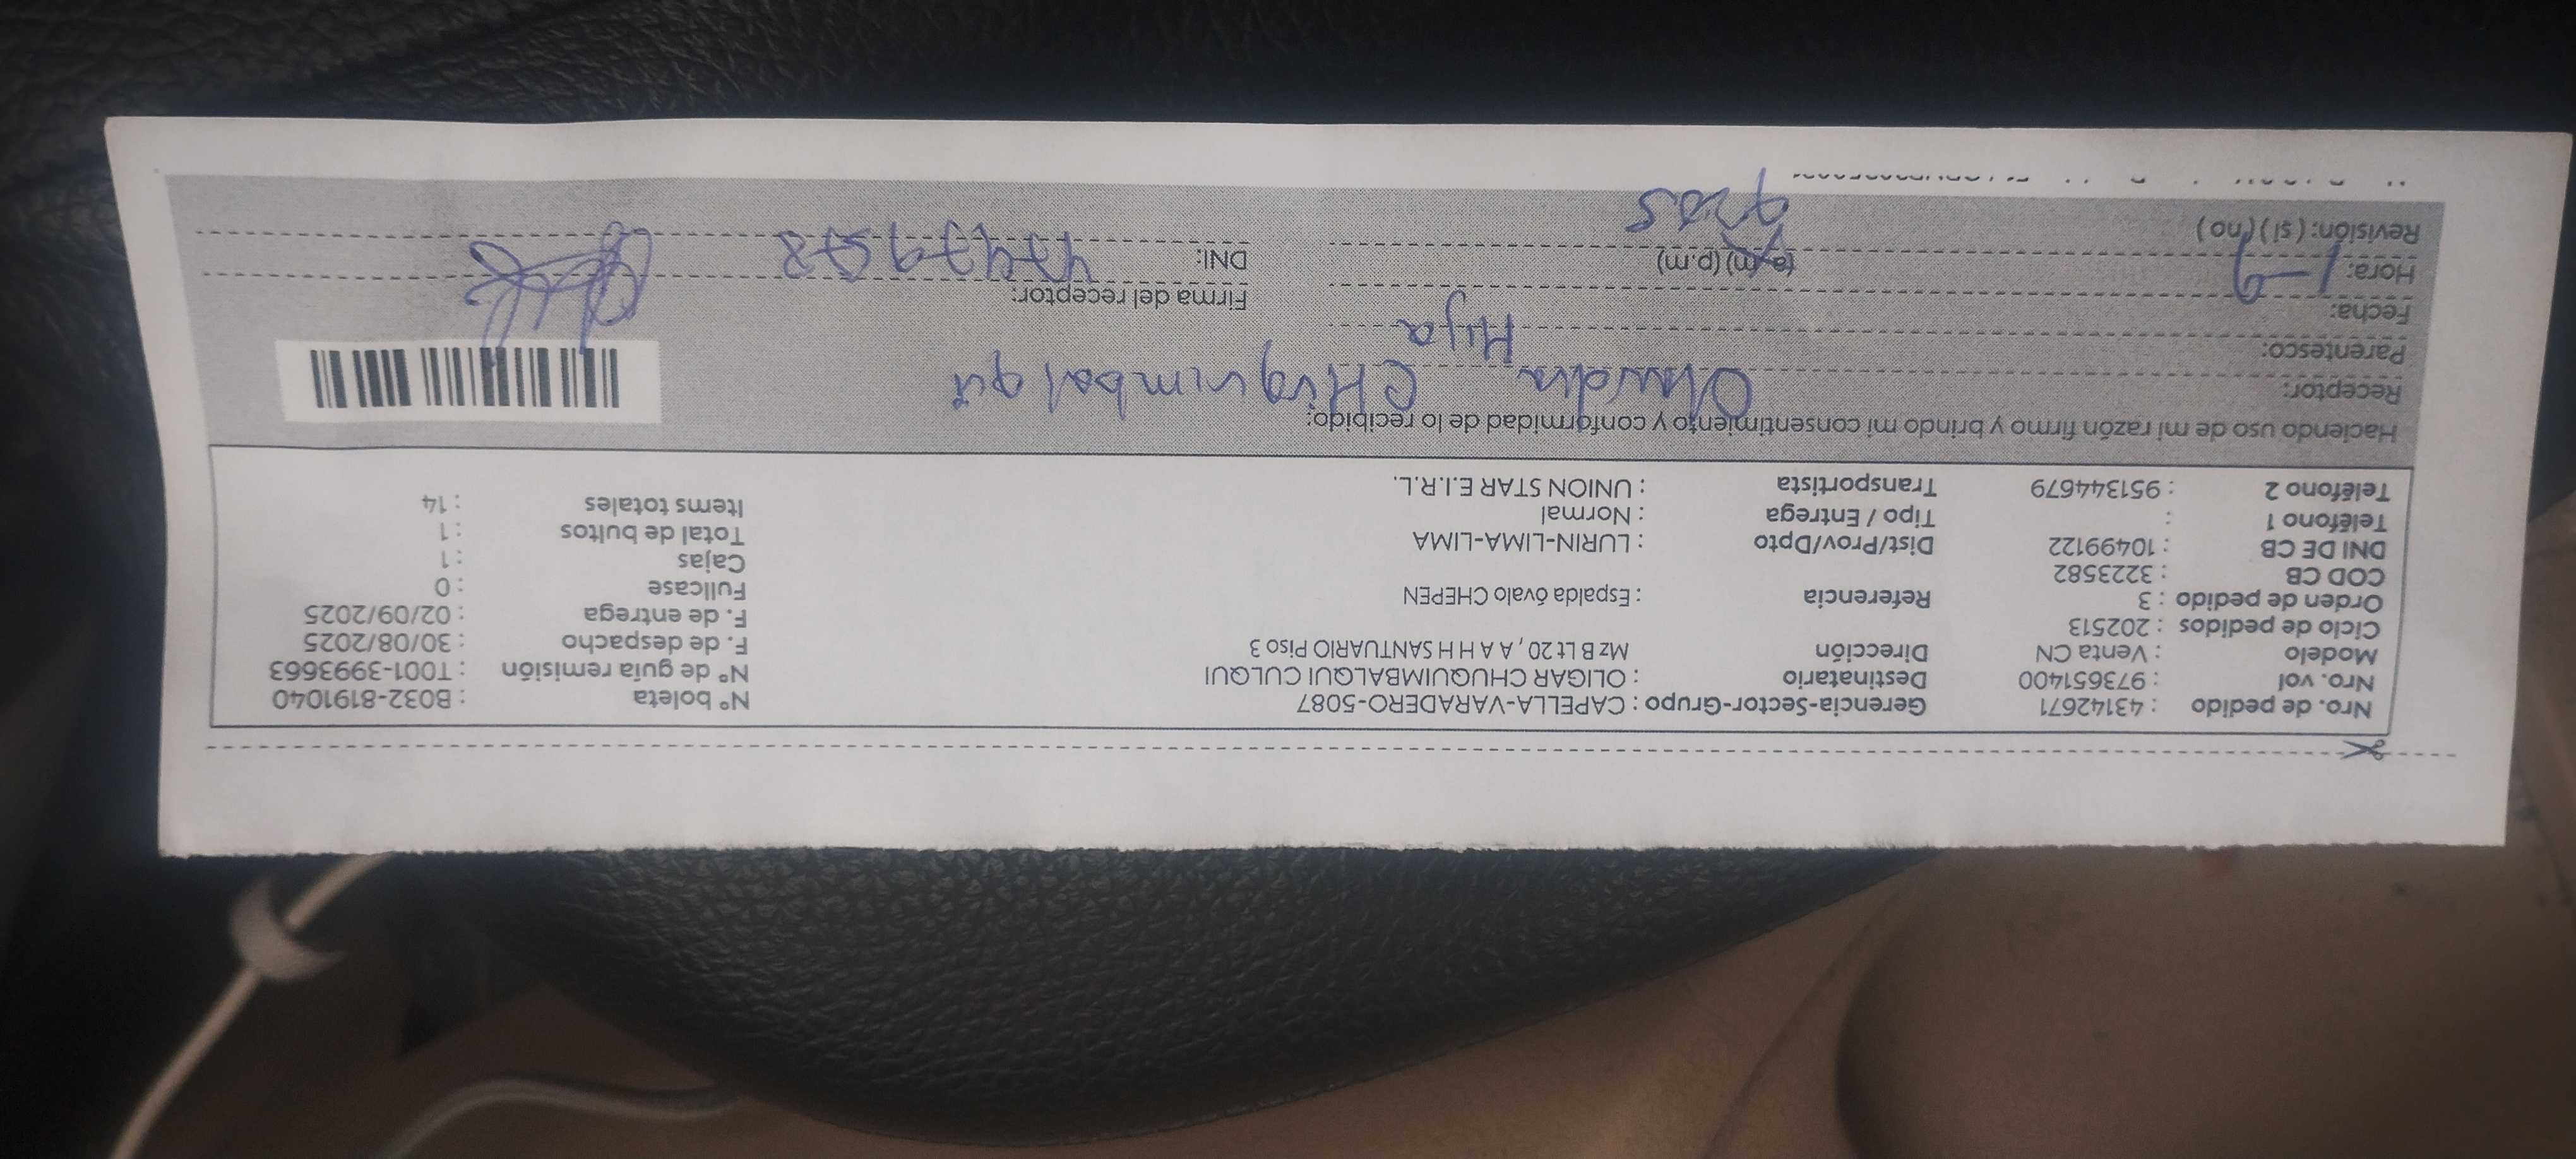 Nro. de pedido : 43142671 Gerencia-Sector-Grupo : CAPELLA-VARADERO-5087 N° boleta : B032-8191040
Nro. vol : 973651400 Destinatario : OLIGAR CHUQUIMBALQUI CULQUI N° de guía remisión : T001-3993663
Modelo : Venta CN Dirección Mz B Lt 20 , A A H H SANTUARIO Piso 3 F. de despacho : 30/08/2025
Ciclo de pedidos : 202513 F. de entrega : 02/09/2025
Orden de pedido : 3 Referencia : Espalda óvalo CHEPEN Fullcase : 0
COD CB : 3223582 Cajas : 1
DNI DE CB : 10499122 Dist/Prov/Dpto : LURIN-LIMA-LIMA Total de bultos : 1
Teléfono 1 : Tipo / Entrega : Normal Items totales : 14
Teléfono 2 : 951344679 Transportista : UNION STAR E.I.R.L.
Haciendo uso de mi razón firmo y brindo mi consentimiento y conformidad de lo recibido:
Receptor: CHuquimbalqui
Parentesco: Hija
Fecha: 1-9
Hora: (a.m) (p.m) Firma del receptor:
Revisión: (si) (no) DNI: